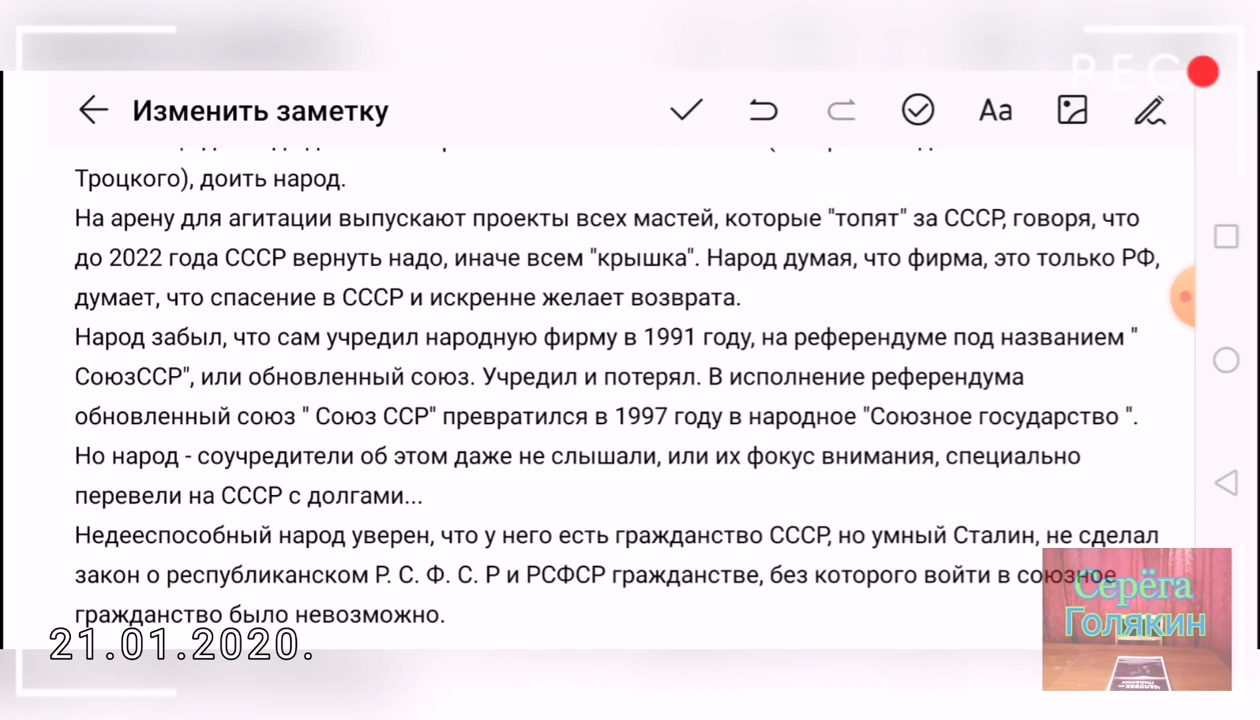 REC
Изменить заметку
Aa
Троцкого), доить народ.
На арену для агитации выпускают проекты всех мастей, которые "топят" за СССР, говоря, что
до 2022 года СССР вернуть надо, иначе всем "крышка". Народ думая, что фирма, это только РФ,
думает, что спасение в СССР и искренне желает возврата.
Народ забыл, что сам учредил народную фирму в 1991 году, на референдуме под названием "
СоюзССР", или обновленный союз. Учредил и потерял. В исполнение референдума
обновленный союз " Союз ССР" превратился в 1997 году в народное "Союзное государство ".
Но народ - соучредители об этом даже не слышали, или их фокус внимания, специально
перевели на СССР с долгами...
Недееспособный народ уверен, что у него есть гражданство СССР, но умный Сталин, не сделал
закон о республиканском Р. С. Ф. С. Р и РСФСР гражданстве, без которого войти в союзное
гражданство было невозможно.
21.01.2020.
Серёга
Голякин